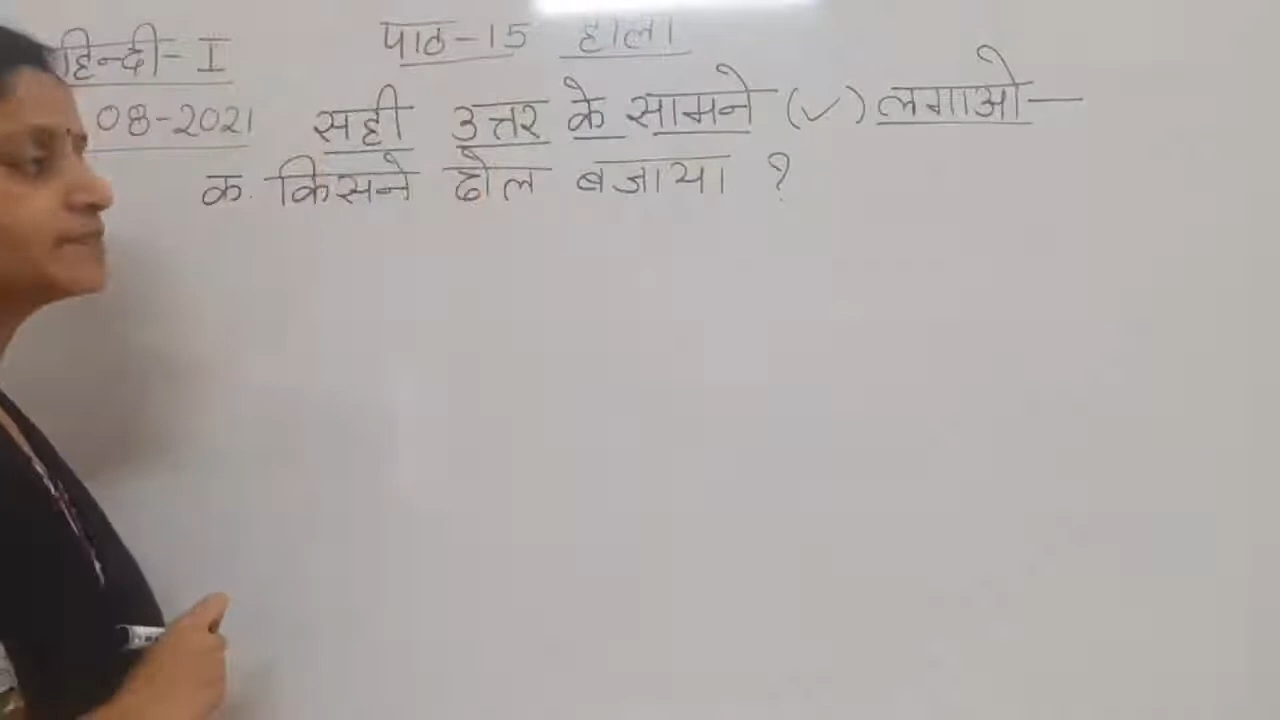 हिन्दी-I पाठ-15 हाला
08-2021 सही उत्तर के सामने (✓) लगाओ—
क. किसने ढोल बजाया ?